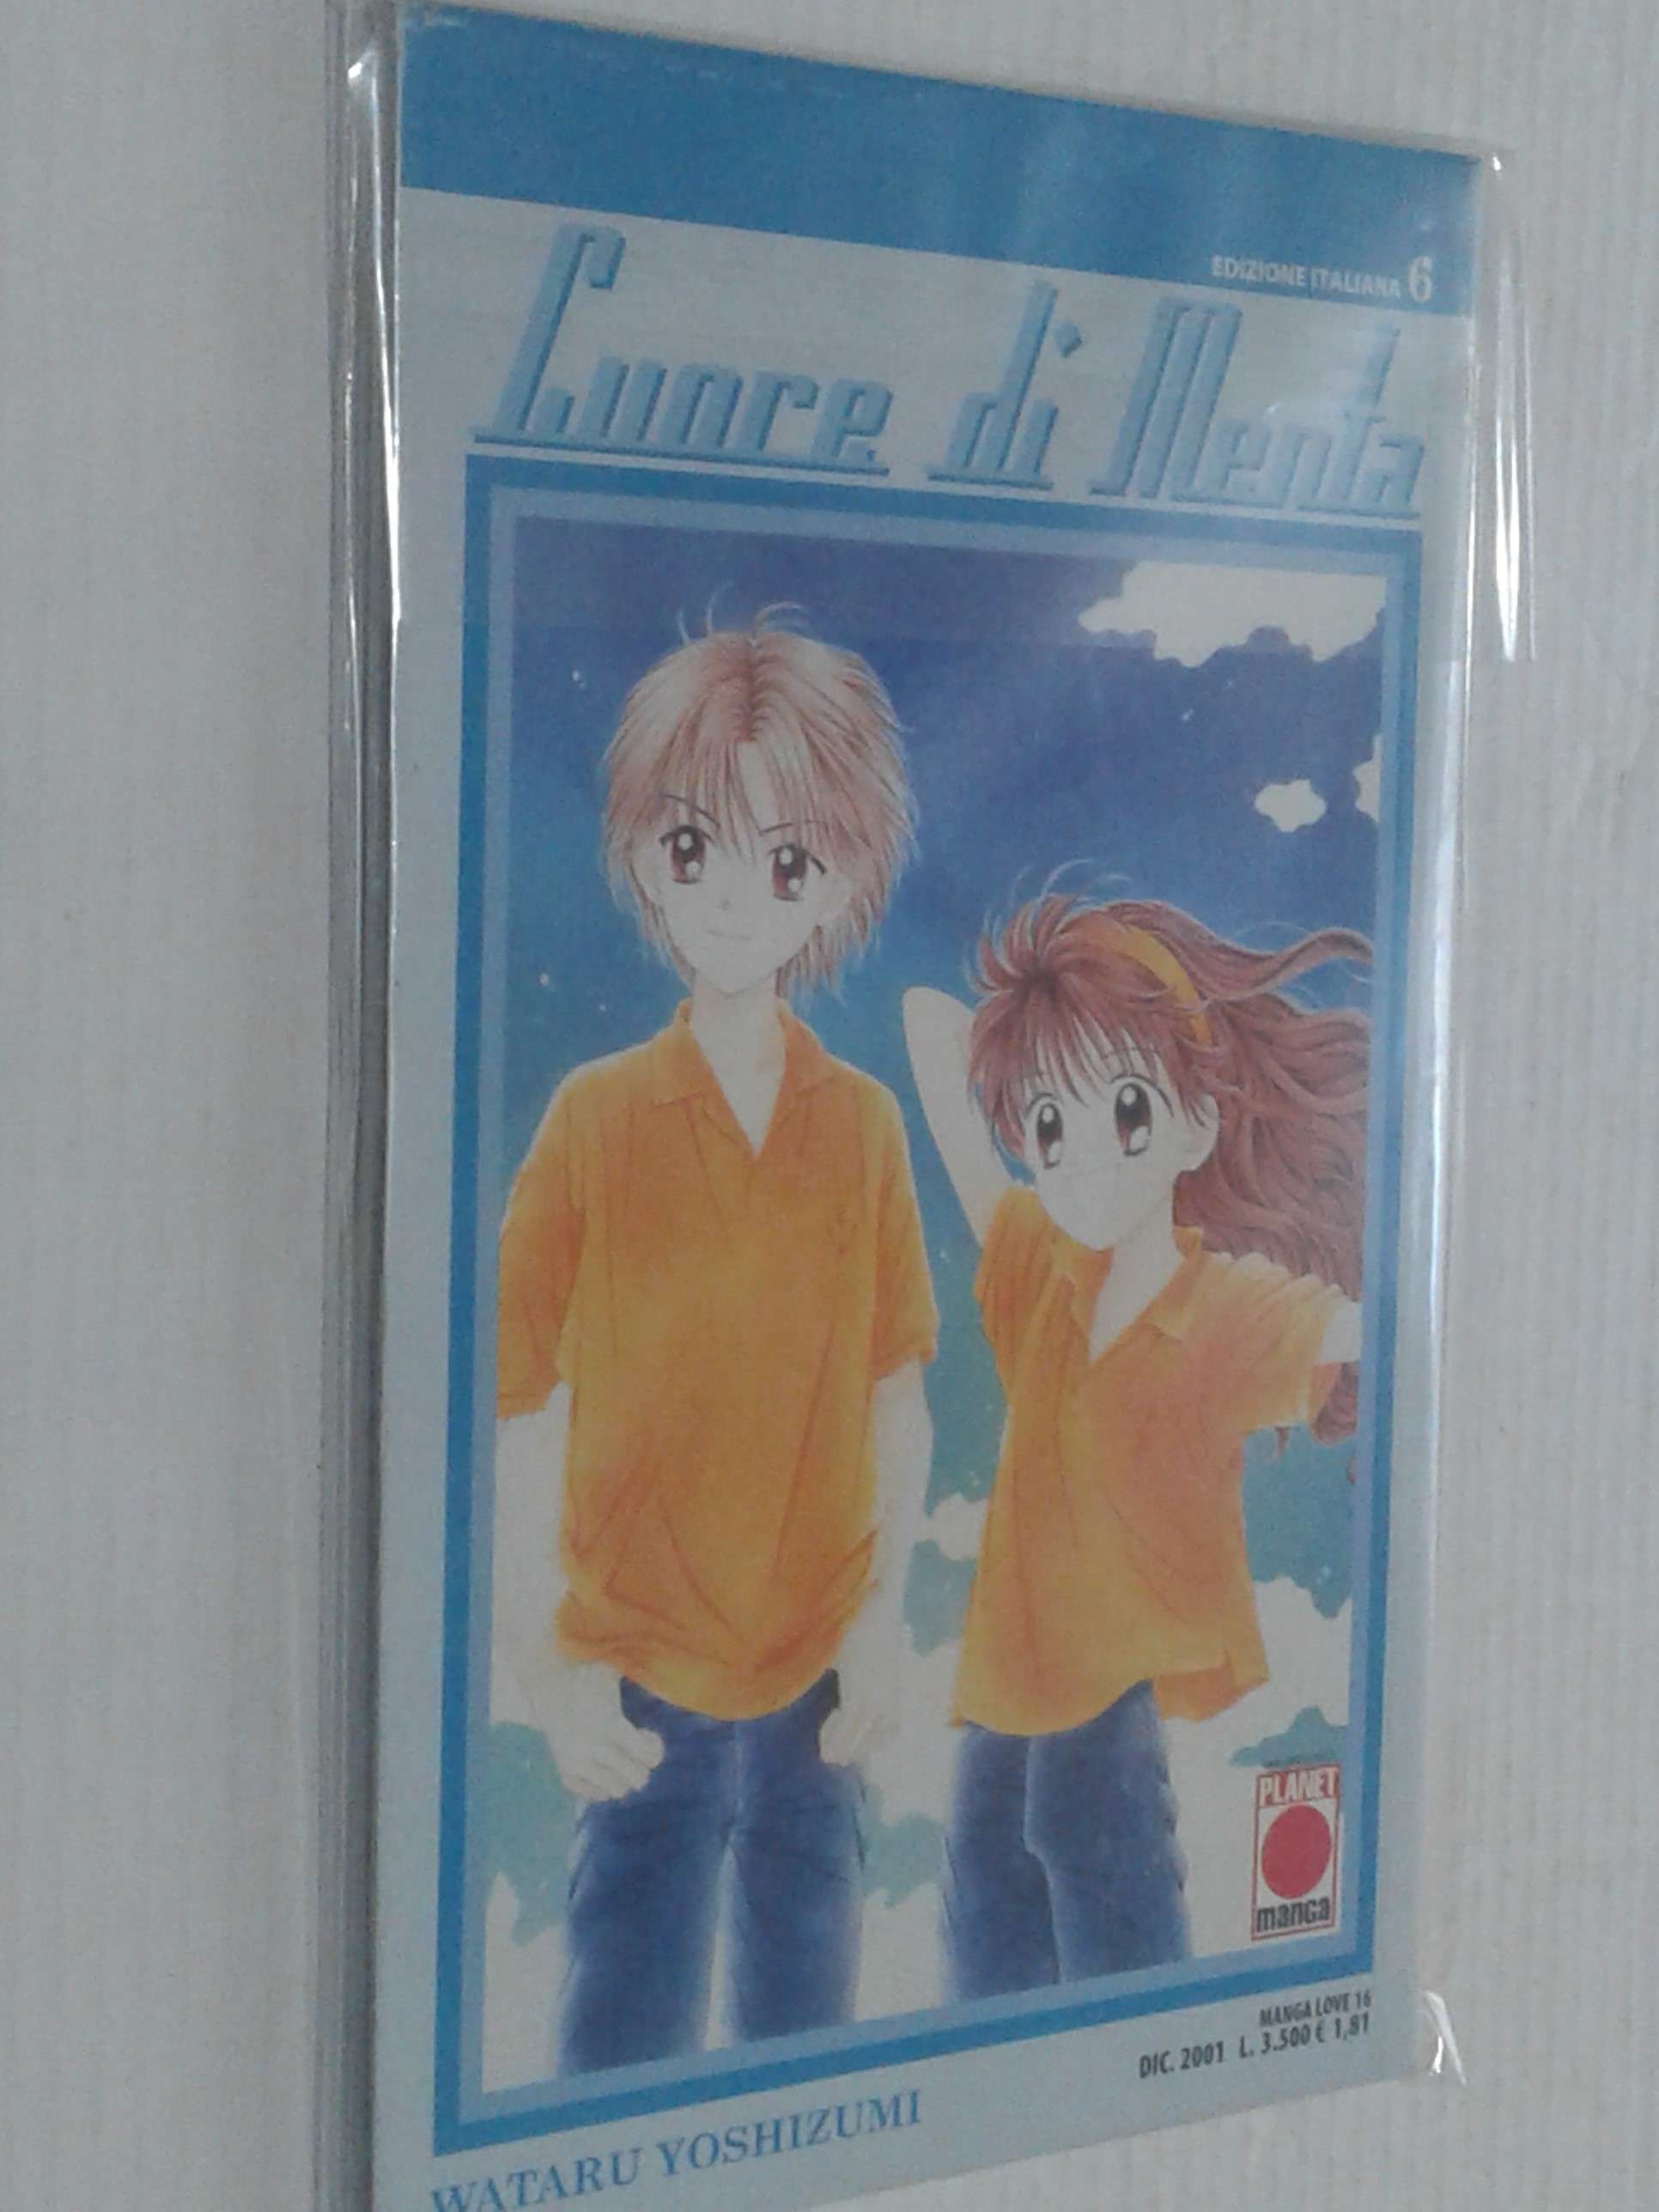 EDIZIONE ITALIANA 6
Cuore di Menta
PLANET
manga
MANGA LOVE 16
DIC. 2001 L. 3.500 € 1,81
WATARU YOSHIZUMI